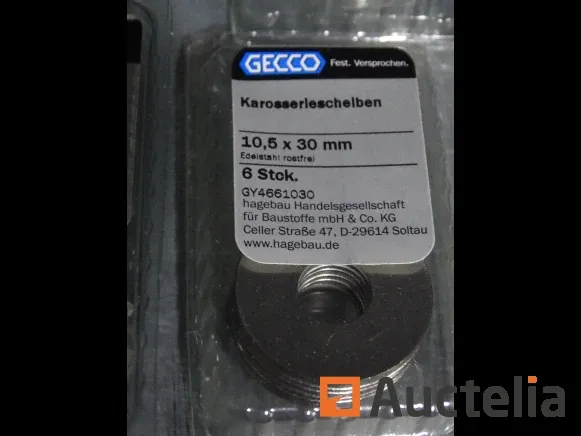 GECCO Fest. Versprochen.
Karosseriescheiben
10,5 x 30 mm
Edelstahl rostfrei
6 Stck.
GY4661030
hagebau Handelsgesellschaft
für Baustoffe mbH & Co. KG
Celler Straße 47, D-29614 Soltau
www.hagebau.de
Auctelia